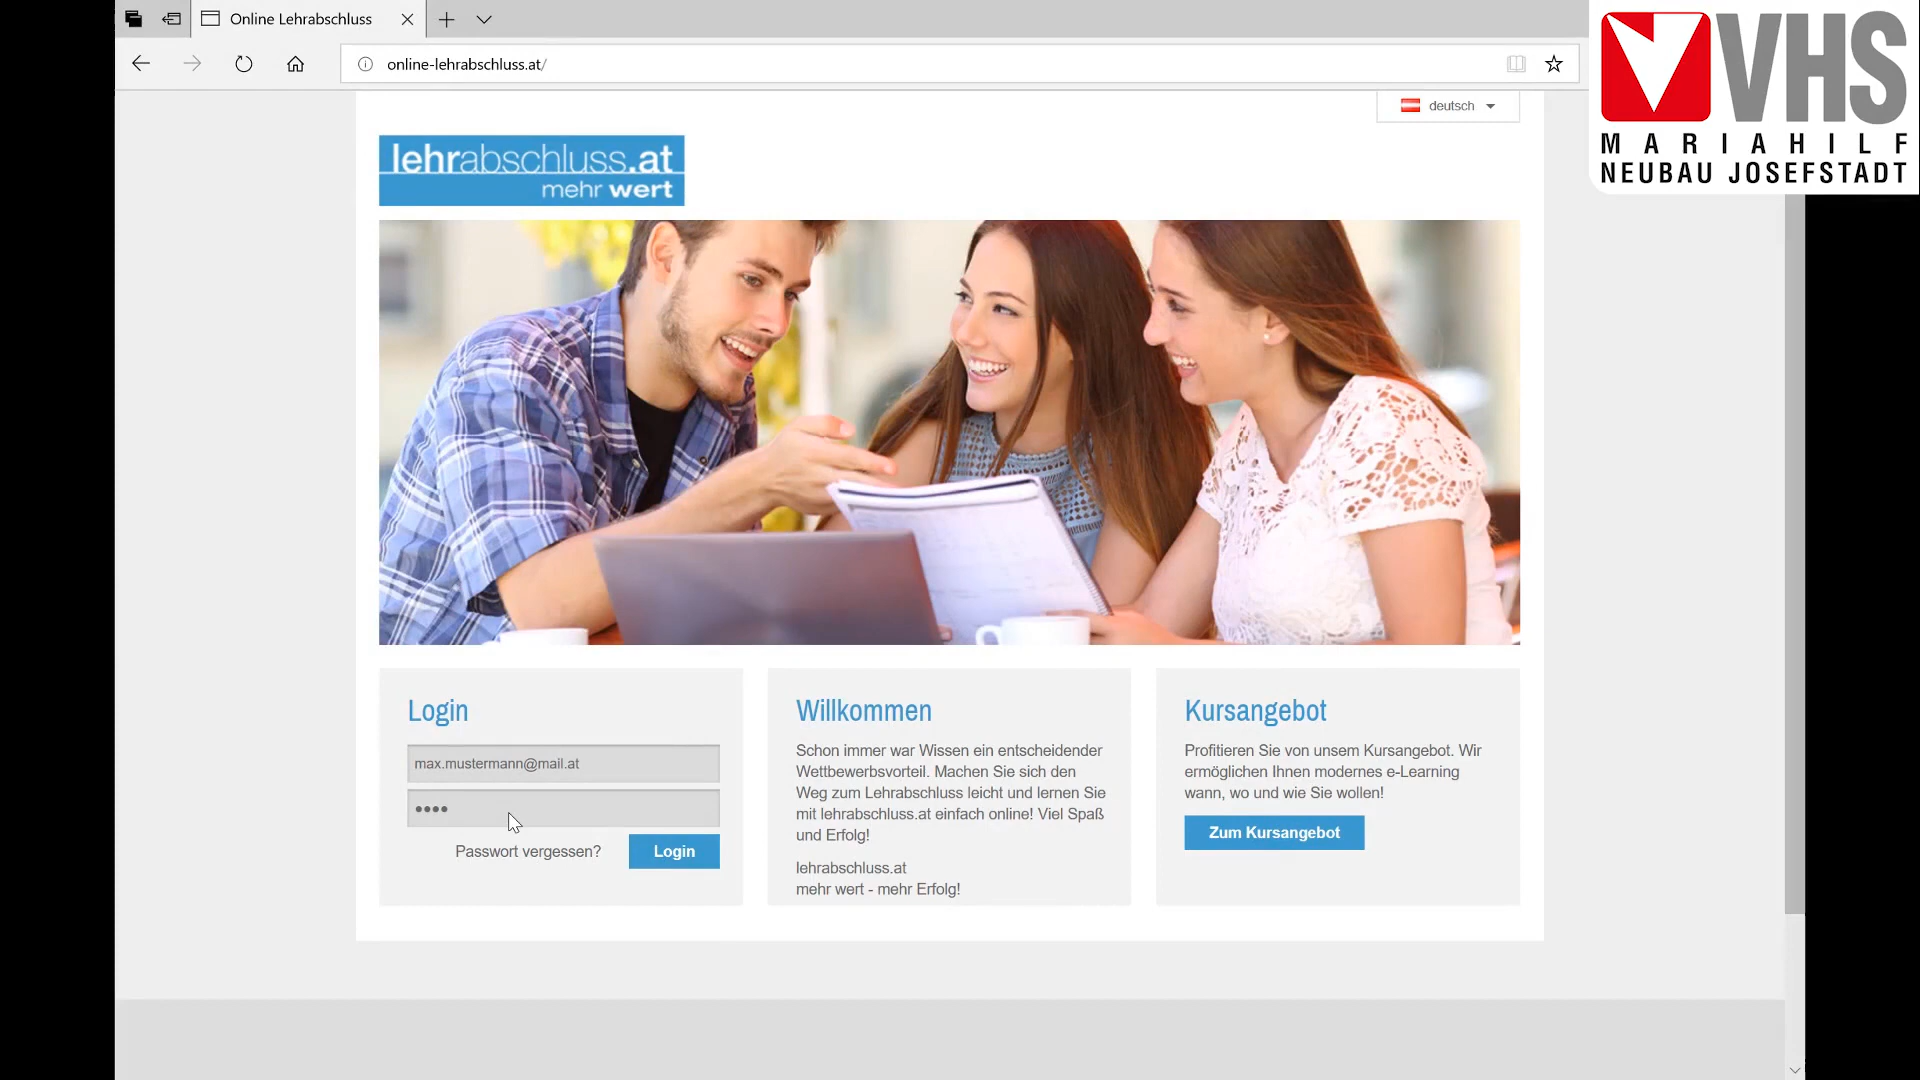 Online Lehrabschluss
online-lehrabschluss.at/
VHS
MARIAHILF
NEUBAU JOSEFSTADT
deutsch
lehrabschluss.at
mehr wert
Login
max.mustermann@mail.at
••••
Passwort vergessen?
Login
Willkommen
Schon immer war Wissen ein entscheidender
Wettbewerbsvorteil. Machen Sie sich den
Weg zum Lehrabschluss leicht und lernen Sie
mit lehrabschluss.at einfach online! Viel Spaß
und Erfolg!
lehrabschluss.at
mehr wert - mehr Erfolg!
Kursangebot
Profitieren Sie von unsem Kursangebot. Wir
ermöglichen Ihnen modernes e-Learning
wann, wo und wie Sie wollen!
Zum Kursangebot